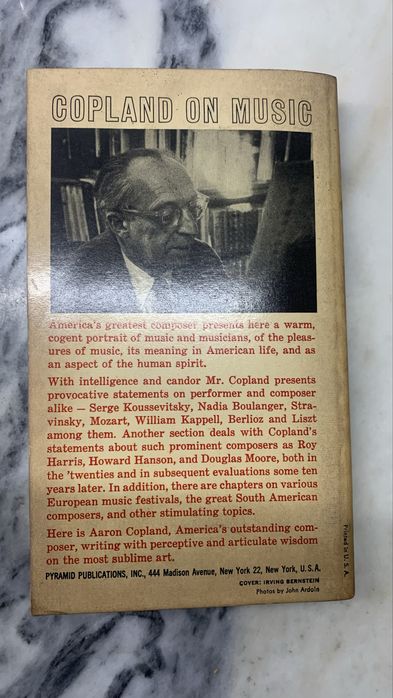 COPLAND ON MUSIC
America's greatest composer presents here a warm,
cogent portrait of music and musicians, of the pleas-
ures of music, its meaning in American life, and as
an aspect of the human spirit.
With intelligence and candor Mr. Copland presents
provocative statements on performer and composer
alike — Serge Koussevitsky, Nadia Boulanger, Stra-
vinsky, Mozart, William Kappell, Berlioz and Liszt
among them. Another section deals with Copland's
statements about such prominent composers as Roy
Harris, Howard Hanson, and Douglas Moore, both in
the 'twenties and in subsequent evaluations some ten
years later. In addition, there are chapters on various
European music festivals, the great South American
composers, and other stimulating topics.
Here is Aaron Copland, America's outstanding com-
poser, writing with perceptive and articulate wisdom
on the most sublime art.
PYRAMID PUBLICATIONS, INC., 444 Madison Avenue, New York 22, New York, U.S.A.
COVER: IRVING BERNSTEIN
Photos by John Ardoin
Printed in U.S.A.